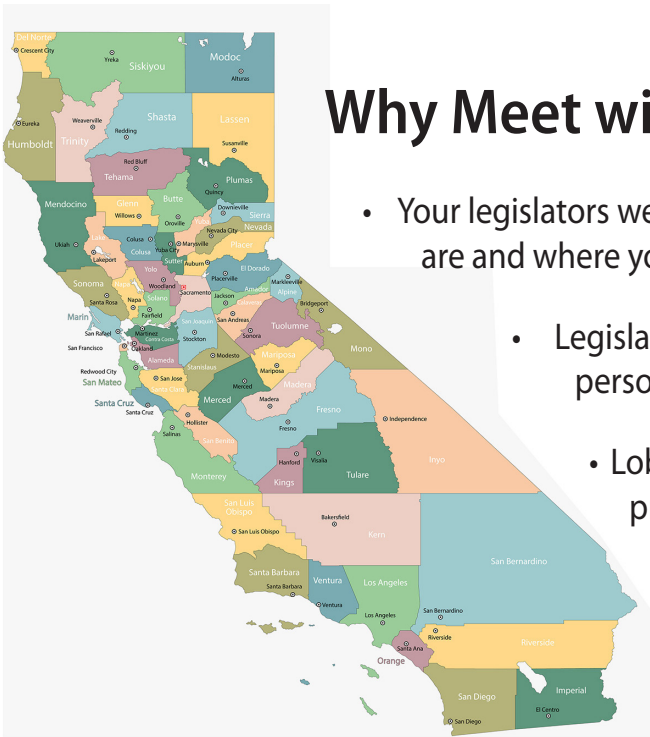 Del Norte
Crescent City
Yreka
Siskiyou
Modoc
Alturas
Why Meet wi
Eureka
Humboldt
Weaverville
Trinity
Shasta
Redding
Lassen
Susanville
Red Bluff
Tehama
Plumas
Quincy
• Your legislators we
are and where yo
Mendocino
Ukiah
Glenn
Willows
Butte
Oroville
Downieville
Sierra
Nevada City
Nevada
Yuba
Lake
Lakeport
Colusa
Colusa
Marysville
Yuba City
Sutter
Placer
Auburn
Sonoma
Santa Rosa
Napa
Napa
Yolo
Woodland
Sacramento
El Dorado
Placerville
Markleeville
Alpine
Amador
Jackson
Solano
Fairfield
Calaveras
San Andreas
Bridgeport
Marin
San Rafael
Martinez
Contra Costa
San Joaquin
Stockton
Tuolumne
Sonora
Mono
• Legisla
perso
San Francisco
Oakland
Alameda
Stanislaus
Modesto
Mariposa
Mariposa
Redwood City
San Mateo
San Jose
Santa Clara
Merced
Merced
Madera
Madera
Santa Cruz
Santa Cruz
Hollister
San Benito
Fresno
Fresno
Independence
Inyo
Salinas
Monterey
Hanford
Kings
Visalia
Tulare
• Lob
p
San Luis
Obispo
San Luis Obispo
Bakersfield
Kern
San Bernardino
San Bernardino
Santa Barbara
Santa Barbara
Ventura
Ventura
Los Angeles
Los Angeles
Riverside
Riverside
Santa Ana
Orange
San Diego
San Diego
Imperial
El Centro